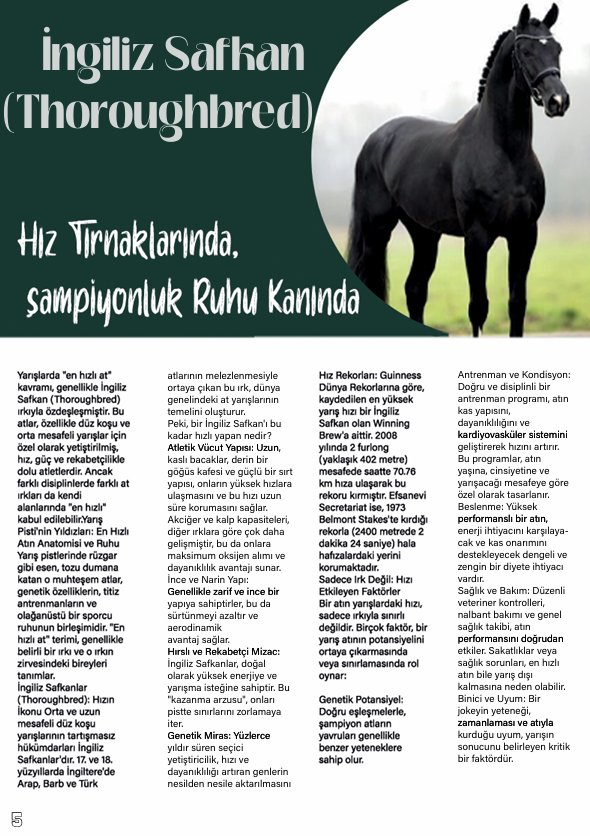 İngiliz Safkan
(Thoroughbred)
Hız Tırnaklarında,
şampiyonluk Ruhu Kanında
Yarışlarda "en hızlı at"
kavramı, genellikle İngiliz
Safkan (Thoroughbred)
ırkıyla özdeşleşmiştir. Bu
atlar, özellikle düz koşu ve
orta mesafeli yarışlar için
özel olarak yetiştirilmiş,
hız, güç ve rekabetçilikle
dolu atletlerdir. Ancak
farklı disiplinlerde farklı at
ırkları da kendi
alanlarında "en hızlı"
kabul edilebilir.Yarış
Pisti'nin Yıldızları: En Hızlı
Atın Anatomisi ve Ruhu
Yarış pistlerinde rüzgar
gibi esen, tozu dumana
katan o muhteşem atlar,
genetik özelliklerin, titiz
antrenmanların ve
olağanüstü bir sporcu
ruhunun birleşimidir. "En
hızlı at" terimi, genellikle
belirli bir ırkı ve o ırkın
zirvesindeki bireyleri
tanımlar.
İngiliz Safkanlar
(Thoroughbred): Hızın
İkonu Orta ve uzun
mesafeli düz koşu
yarışlarının tartışmasız
hükümdarları İngiliz
Safkanlar'dır. 17. ve 18.
yüzyıllarda İngiltere'de
Arap, Barb ve Türk
atlarının melezlenmesiyle
ortaya çıkan bu ırk, dünya
genelindeki at yarışlarının
temelini oluşturur.
Peki, bir İngiliz Safkan'ı bu
kadar hızlı yapan nedir?
Atletik Vücut Yapısı: Uzun,
kaslı bacaklar, derin bir
göğüs kafesi ve güçlü bir sırt
yapısı, onların yüksek hızlara
ulaşmasını ve bu hızı uzun
süre korumasını sağlar.
Akciğer ve kalp kapasiteleri,
diğer ırklara göre çok daha
gelişmiştir, bu da onlara
maksimum oksijen alımı ve
dayanıklılık avantajı sunar.
İnce ve Narin Yapı:
Genellikle zarif ve ince bir
yapıya sahiptirler, bu da
sürtünmeyi azaltır ve
aerodinamik
avantaj sağlar.
Hırslı ve Rekabetçi Mizac:
İngiliz Safkanlar, doğal
olarak yüksek enerjiye ve
yarışma isteğine sahiptir. Bu
"kazanma arzusu", onları
pistte sınırlarını zorlamaya
iter.
Genetik Miras: Yüzlerce
yıldır süren seçici
yetiştiricilik, hızı ve
dayanıklılığı artıran genlerin
nesilden nesile aktarılmasını
Hız Rekorları: Guinness
Dünya Rekorlarına göre,
kaydedilen en yüksek
yarış hızı bir İngiliz
Safkan olan Winning
Brew'a aittir. 2008
yılında 2 furlong
(yaklaşık 402 metre)
mesafede saatte 70.76
km hıza ulaşarak bu
rekoru kırmıştır. Efsanevi
Secretariat ise, 1973
Belmont Stakes'te kırdığı
rekorla (2400 metrede 2
dakika 24 saniye) hala
hafızalardaki yerini
korumaktadır.
Sadece Irk Değil: Hızı
Etkileyen Faktörler
Bir atın yarışlardaki hızı,
sadece ırkıyla sınırlı
değildir. Birçok faktör, bir
yarış atının potansiyelini
ortaya çıkarmasında
veya sınırlamasında rol
oynar:
Genetik Potansiyel:
Doğru eşleşmelerle,
şampiyon atların
yavruları genellikle
benzer yeteneklere
sahip olur.
Antrenman ve Kondisyon:
Doğru ve disiplinli bir
antrenman programı, atın
kas yapısını,
dayanıklılığını ve
kardiyovasküler sistemini
geliştirerek hızını artırır.
Bu programlar, atın
yaşına, cinsiyetine ve
yarışacağı mesafeye göre
özel olarak tasarlanır.
Beslenme: Yüksek
performanslı bir atın,
enerji ihtiyacını karşılaya-
cak ve kas onarımını
destekleyecek dengeli ve
zengin bir diyete ihtiyacı
vardır.
Sağlık ve Bakım: Düzenli
veteriner kontrolleri,
nalbant bakımı ve genel
sağlık takibi, atın
performansını doğrudan
etkiler. Sakatlıklar veya
sağlık sorunları, en hızlı
atın bile yarış dışı
kalmasına neden olabilir.
Binici ve Uyum: Bir
jokeyin yeteneği,
zamanlaması ve atıyla
kurduğu uyum, yarışın
sonucunu belirleyen kritik
bir faktördür.
5